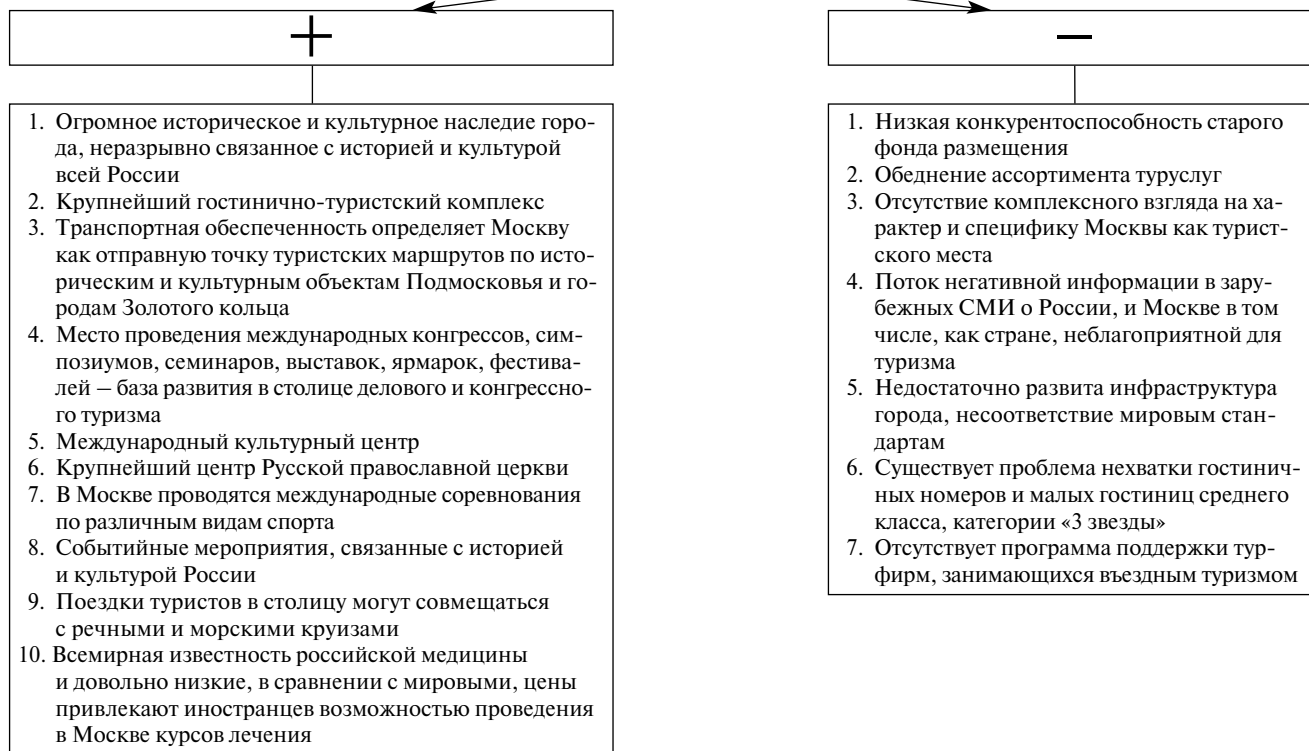 +
1. Огромное историческое и культурное наследие горо-
да, неразрывно связанное с историей и культурой
всей России
2. Крупнейший гостинично-туристский комплекс
3. Транспортная обеспеченность определяет Москву
как отправную точку туристских маршрутов по исто-
рическим и культурным объектам Подмосковья и го-
родам Золотого кольца
4. Место проведения международных конгрессов, сим-
позиумов, семинаров, выставок, ярмарок, фестива-
лей – база развития в столице делового и конгрессно-
го туризма
5. Международный культурный центр
6. Крупнейший центр Русской православной церкви
7. В Москве проводятся международные соревнования
по различным видам спорта
8. Событийные мероприятия, связанные с историей
и культурой России
9. Поездки туристов в столицу могут совмещаться
с речными и морскими круизами
10. Всемирная известность российской медицины
и довольно низкие, в сравнении с мировыми, цены
привлекают иностранцев возможностью проведения
в Москве курсов лечения
–
1. Низкая конкурентоспособность старого
фонда размещения
2. Обеднение ассортимента туруслуг
3. Отсутствие комплексного взгляда на ха-
рактер и специфику Москвы как турист-
ского места
4. Поток негативной информации в зару-
бежных СМИ о России, и Москве в том
числе, как стране, неблагоприятной для
туризма
5. Недостаточно развита инфраструктура
города, несоответствие мировым стан-
дартам
6. Существует проблема нехватки гостинич-
ных номеров и малых гостиниц среднего
класса, категории «3 звезды»
7. Отсутствует программа поддержки тур-
фирм, занимающихся въездным туризмом